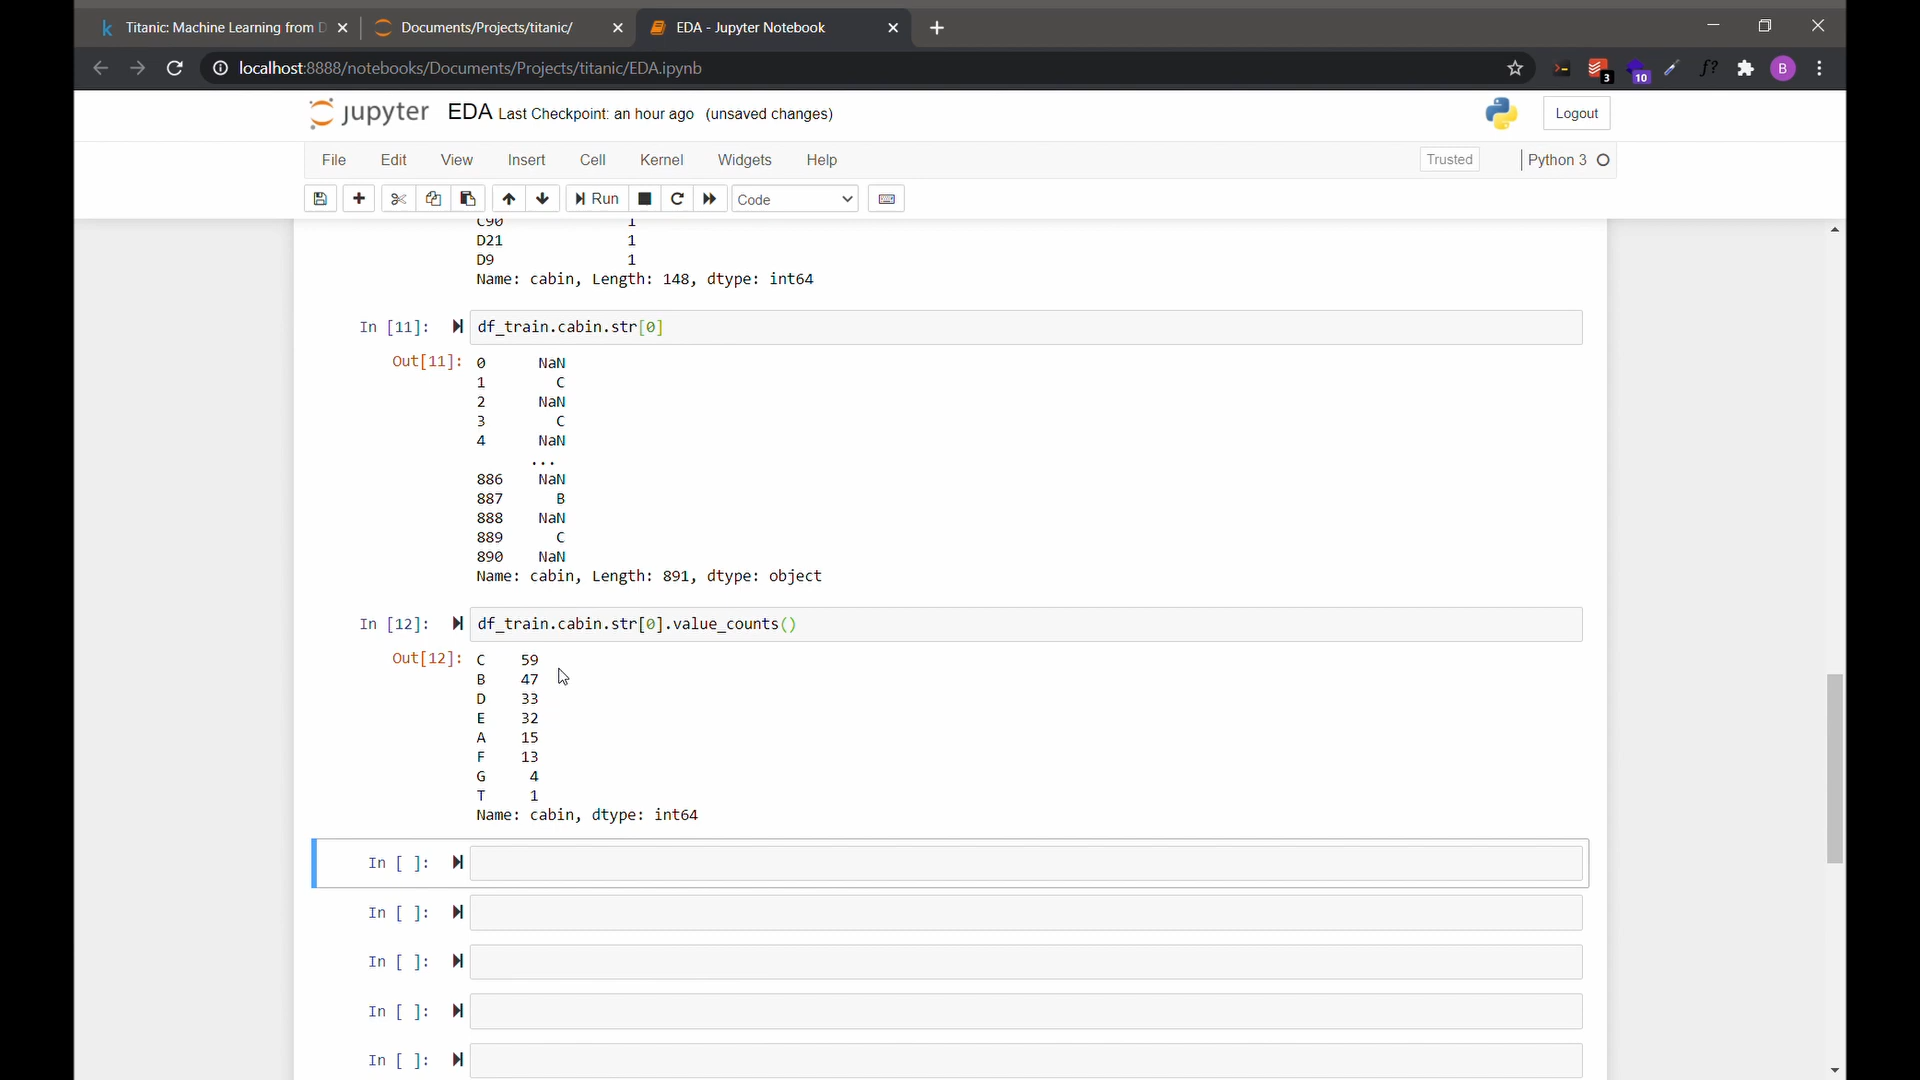 Titanic: Machine Learning from D
Documents/Projects/titanic/
EDA - Jupyter Notebook
localhost:8888/notebooks/Documents/Projects/titanic/EDA.ipynb
3
10
f?
B
jupyter EDA Last Checkpoint: an hour ago (unsaved changes)
Logout
File Edit View Insert Cell Kernel Widgets Help
Trusted
Python 3
Run
Code
C90 1
D21 1
D9 1
Name: cabin, Length: 148, dtype: int64
In [11]: df_train.cabin.str[0]
Out[11]: 0 NaN
1 C
2 NaN
3 C
4 NaN
...
886 NaN
887 B
888 NaN
889 C
890 NaN
Name: cabin, Length: 891, dtype: object
In [12]: df_train.cabin.str[0].value_counts()
Out[12]: C 59
B 47
D 33
E 32
A 15
F 13
G 4
T 1
Name: cabin, dtype: int64
In [ ]:
In [ ]:
In [ ]:
In [ ]:
In [ ]: